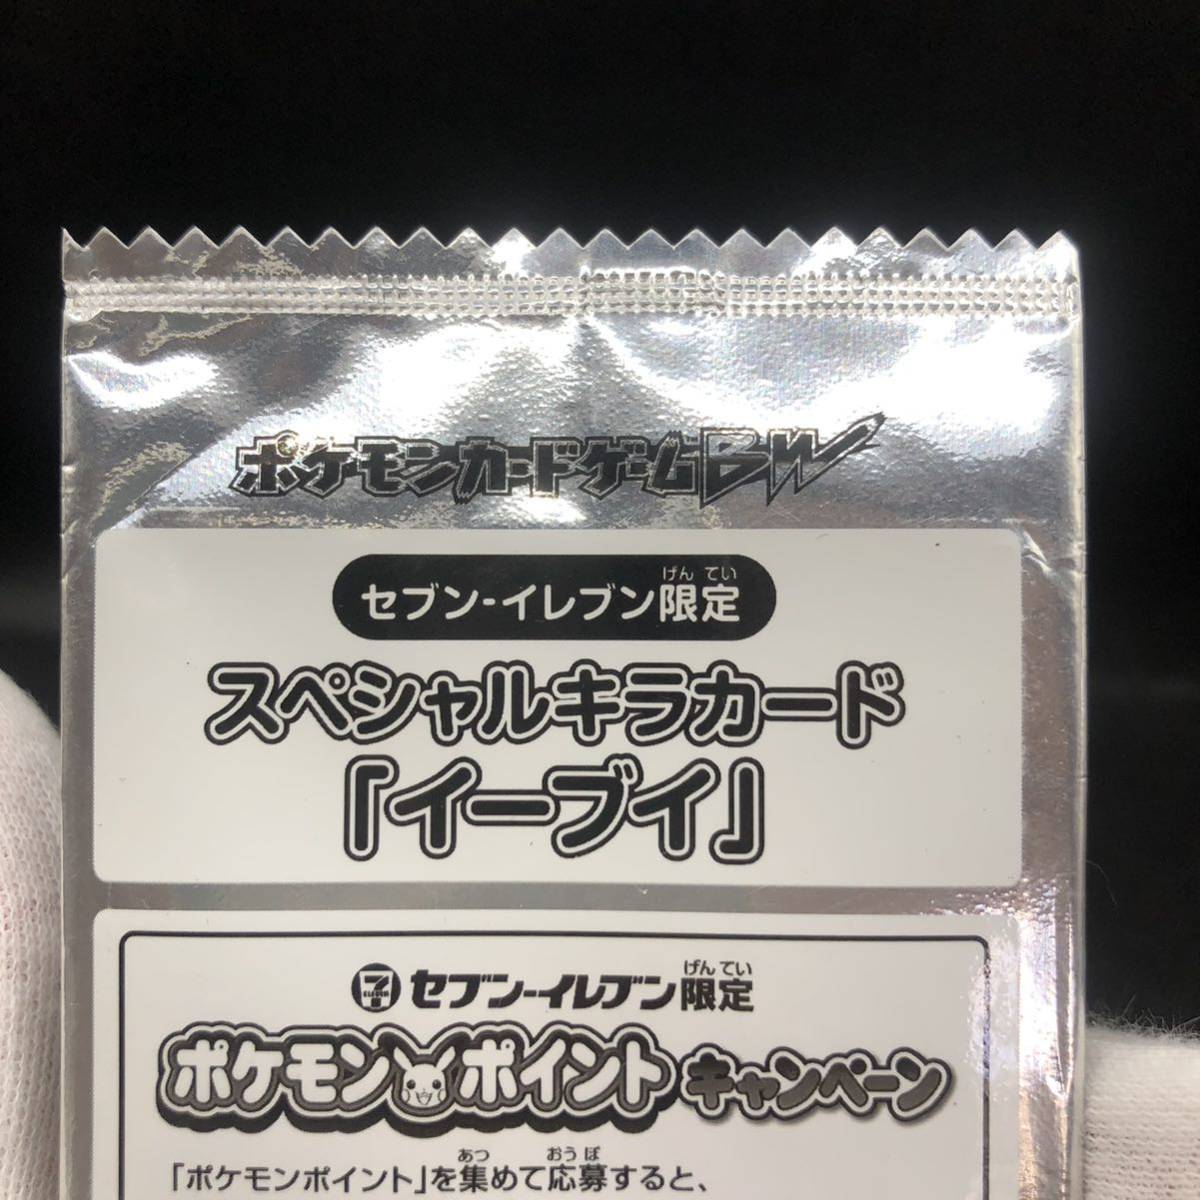 ポケモンカードゲームBW
げん てい
セブン-イレブン限定
スペシャルキラカード
「イーブイ」
げん てい
7 ELEVEn セブン-イレブン限定
ポケモンポイントキャンペーン
あつ おう ぼ
「ポケモンポイント」を集めて応募すると、